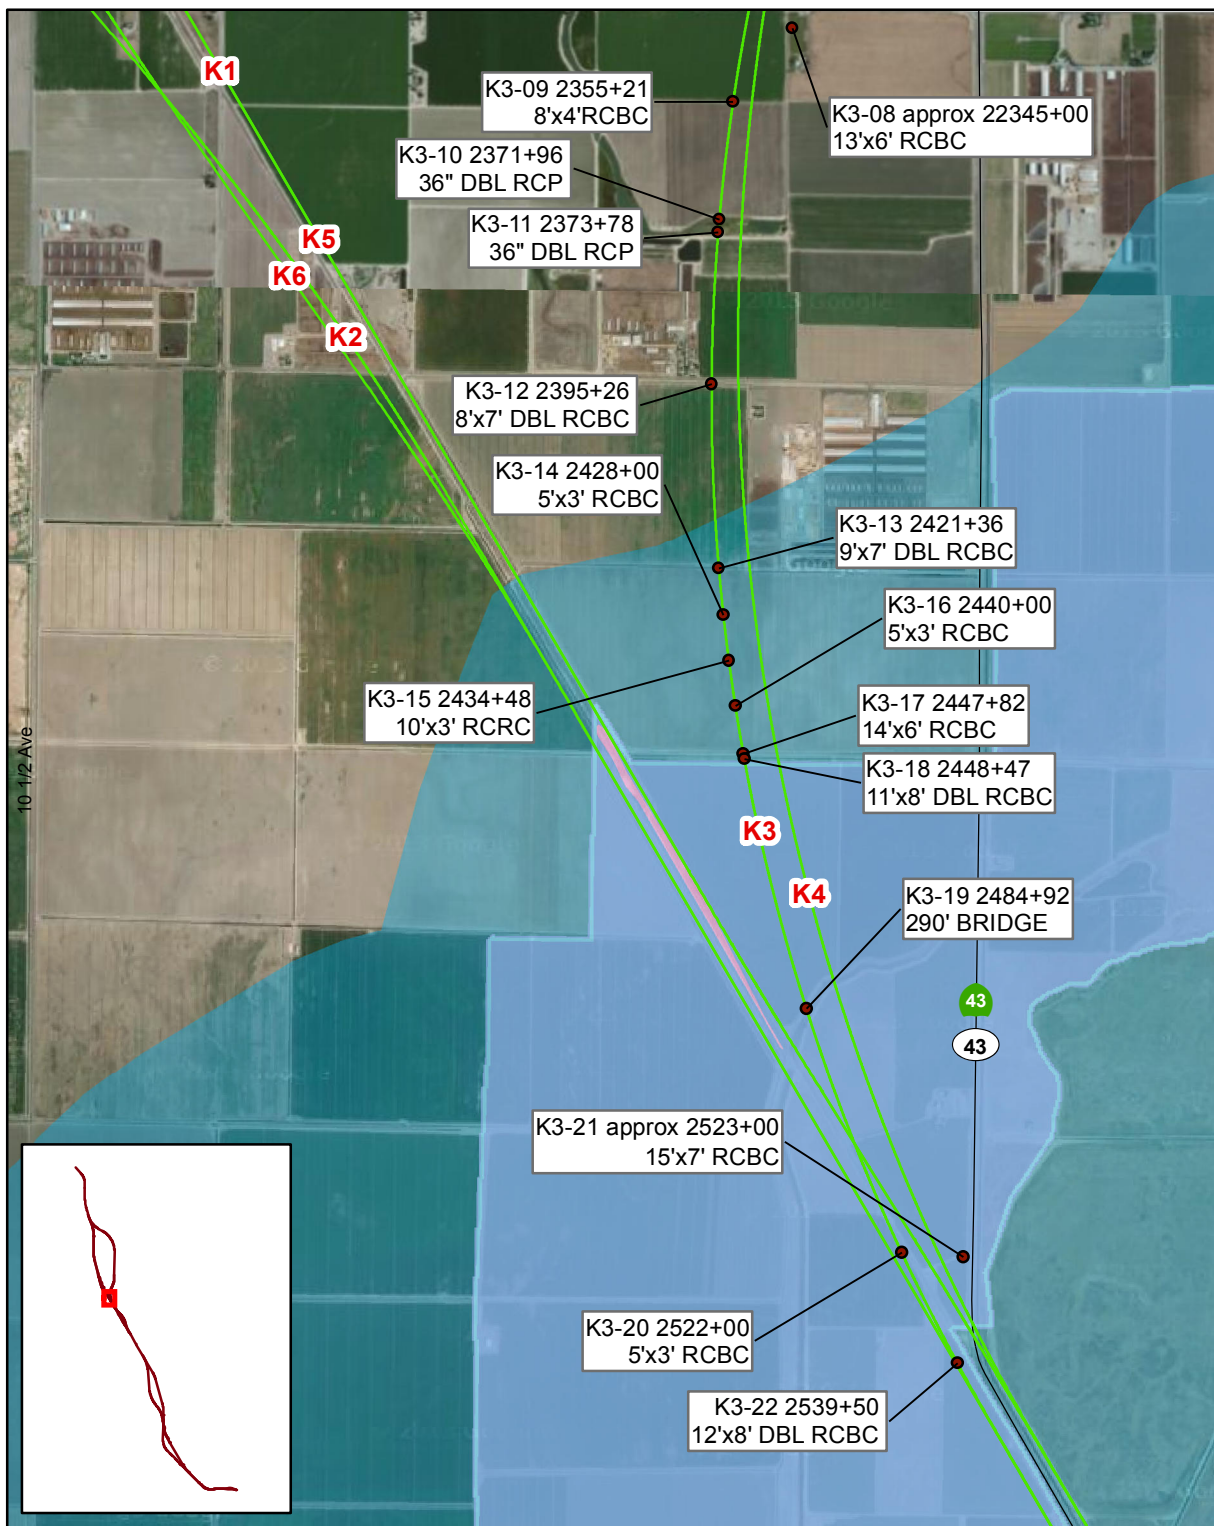 K1
K3-09 2355+21
8'x4'RCBC
K3-08 approx 22345+00
13'x6' RCBC
K3-10 2371+96
36" DBL RCP
K3-11 2373+78
36" DBL RCP
K5
K6
K2
K3-12 2395+26
8'x7' DBL RCBC
K3-14 2428+00
5'x3' RCBC
K3-13 2421+36
9'x7' DBL RCBC
K3-16 2440+00
5'x3' RCBC
K3-15 2434+48
10'x3' RCRC
K3-17 2447+82
14'x6' RCBC
K3-18 2448+47
11'x8' DBL RCBC
10 1/2 Ave
K3
K4
K3-19 2484+92
290' BRIDGE
43
43
K3-21 approx 2523+00
15'x7' RCBC
K3-20 2522+00
5'x3' RCBC
K3-22 2539+50
12'x8' DBL RCBC